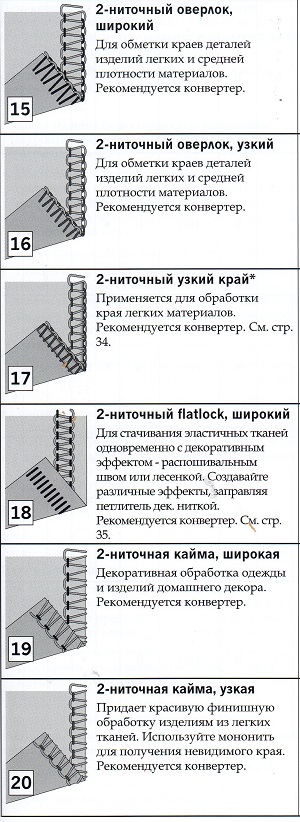 2-ниточный оверлок,
широкий
Для обметки краев деталей
изделий легких и средней
плотности материалов.
Рекомендуется конвертер.
15
2-ниточный оверлок, узкий
Для обметки краев деталей
изделий легких и средней
плотности материалов.
Рекомендуется конвертер.
16
2-ниточный узкий край*
Применяется для обработки
края легких материалов.
Рекомендуется конвертер. См. стр.
34.
17
2-ниточный flatlock, широкий
Для стачивания эластичных тканей
одновременно с декоративным
эффектом - распошивальным
швом или лесенкой. Создавайте
различные эффекты, заправляя
петлитель дек. ниткой.
Рекомендуется конвертер. См. стр.
35.
18
2-ниточная кайма, широкая
Декоративная обработка одежды
и изделий домашнего декора.
Рекомендуется конвертер.
19
2-ниточная кайма, узкая
Придает красивую финишную
обработку изделиям из легких
тканей. Используйте мононить
для получения невидимого края.
Рекомендуется конвертер.
20